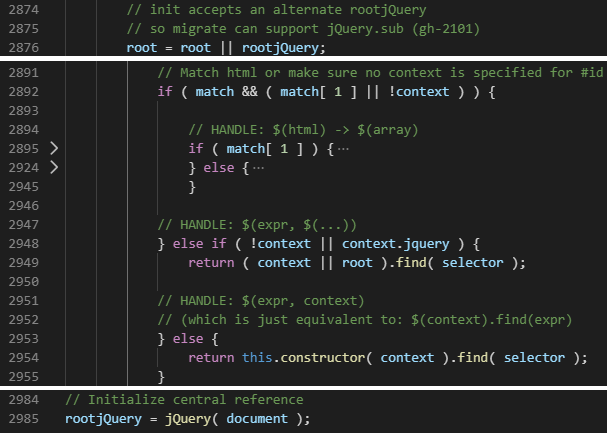 2874 // init accepts an alternate rootjQuery
2875 // so migrate can support jQuery.sub (gh-2101)
2876 root = root || rootjQuery;
2891 // Match html or make sure no context is specified for #id
2892 if ( match && ( match[ 1 ] || !context ) ) {
2893
2894 // HANDLE: $(html) -> $(array)
2895 if ( match[ 1 ] ) {…
2924 } else {…
2945 }
2946
2947 // HANDLE: $(expr, $(...))
2948 } else if ( !context || context.jquery ) {
2949 return ( context || root ).find( selector );
2950
2951 // HANDLE: $(expr, context)
2952 // (which is just equivalent to: $(context).find(expr)
2953 } else {
2954 return this.constructor( context ).find( selector );
2955 }
2984 // Initialize central reference
2985 rootjQuery = jQuery( document );